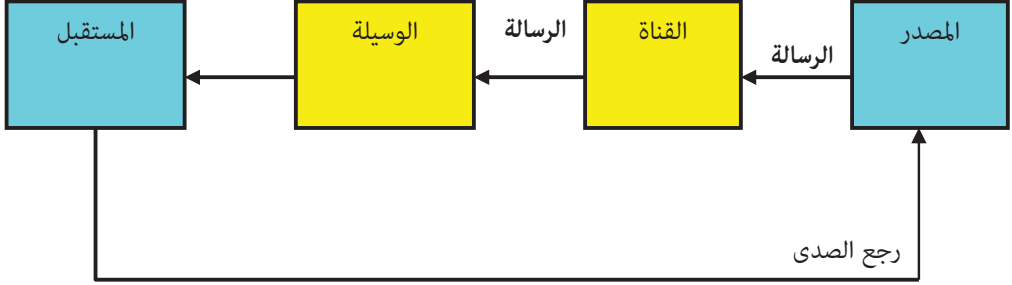 المصدر
الرسالة
القناة
الرسالة
الوسيلة
المستقبل
رجع الصدى